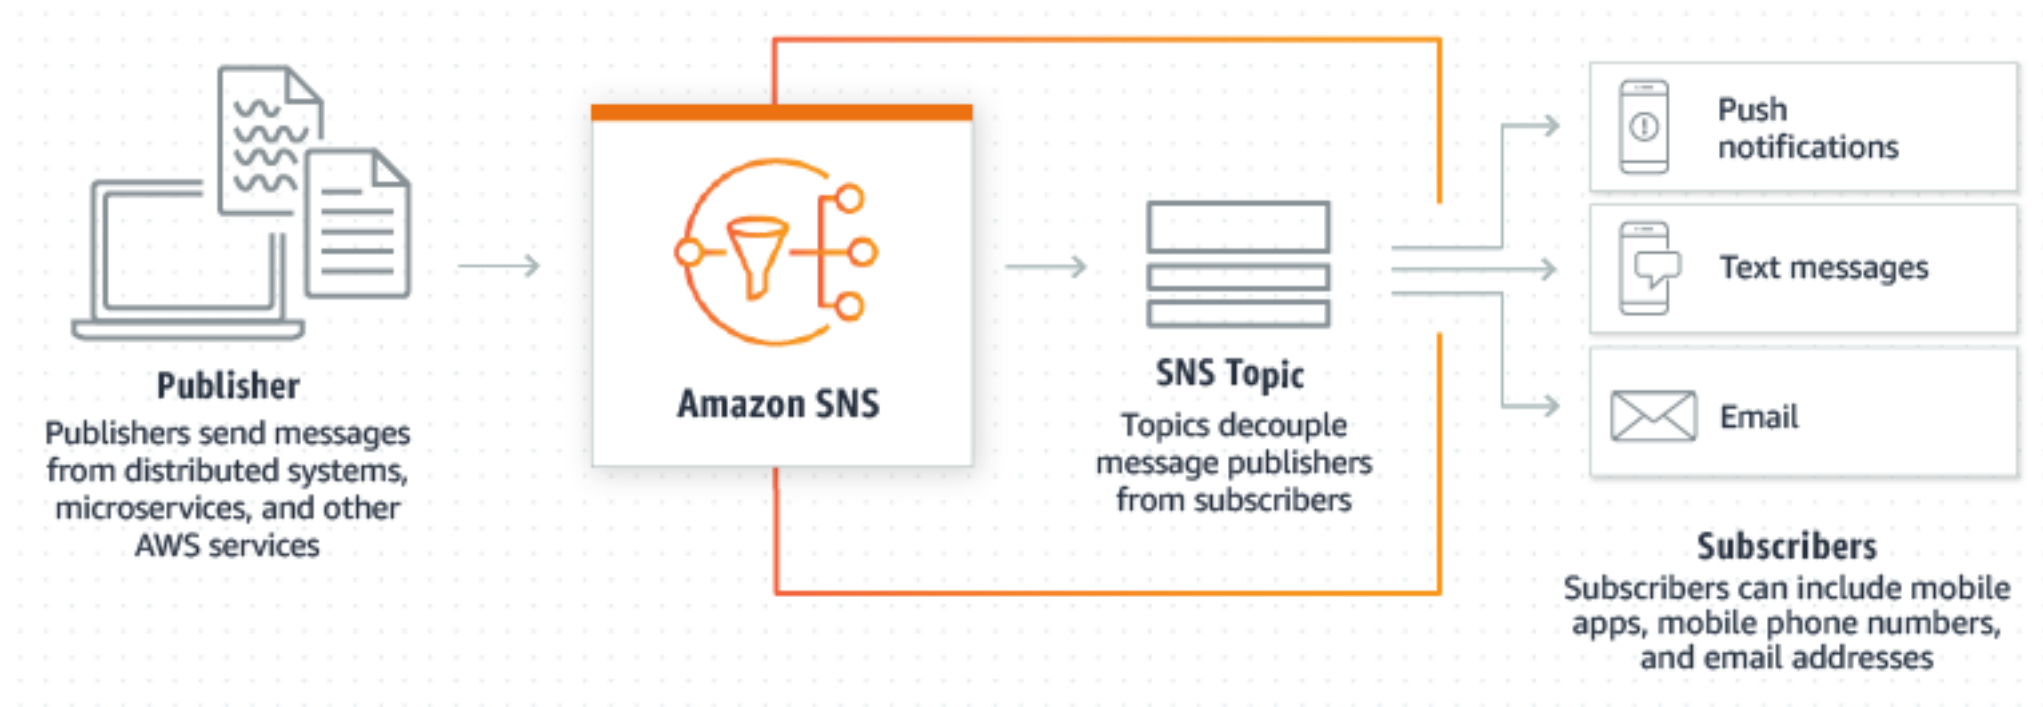 Publisher
Publishers send messages
from distributed systems,
microservices, and other
AWS services
Amazon SNS
SNS Topic
Topics decouple
message publishers
from subscribers
Push
notifications
Text messages
Email
Subscribers
Subscribers can include mobile
apps, mobile phone numbers,
and email addresses